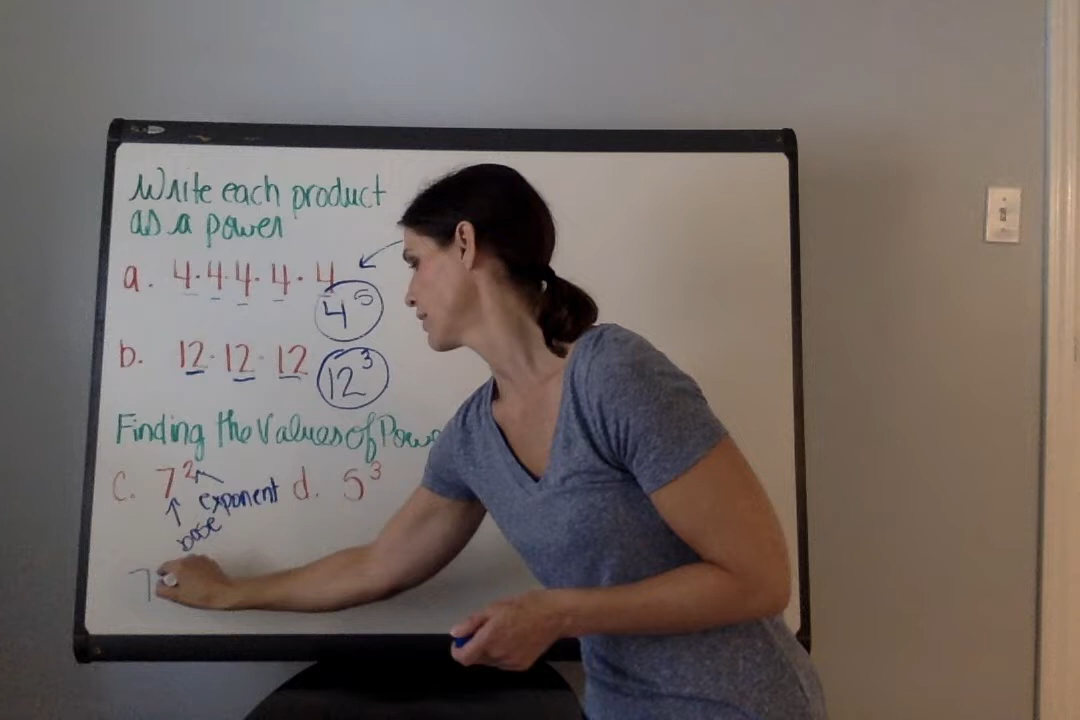 Write each product
as a power
a. 4·4·4·4·4
4⁵
b. 12·12·12
12³
Finding the Values of
c. 7² d. 5³
exponent
base
7